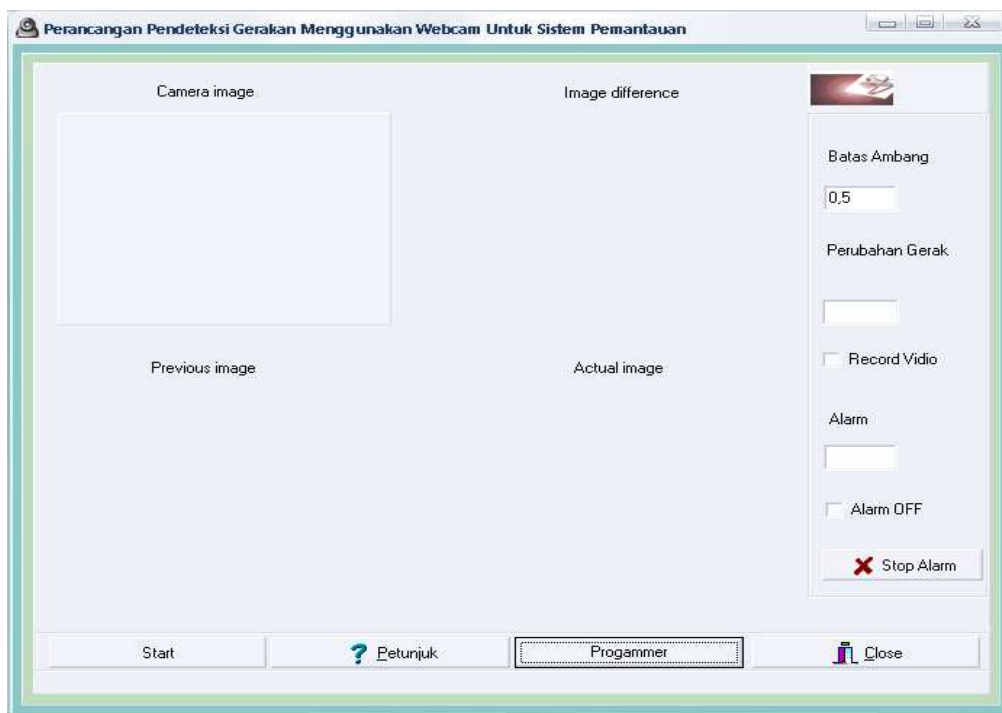 Perancangan Pendeteksi Gerakan Menggunakan Webcam Untuk Sistem Pemantauan
Camera image
Image difference
Batas Ambang
0,5
Perubahan Gerak
Record Vidio
Previous image
Actual image
Alarm
Alarm OFF
Stop Alarm
Start
Petunjuk
Progammer
Close